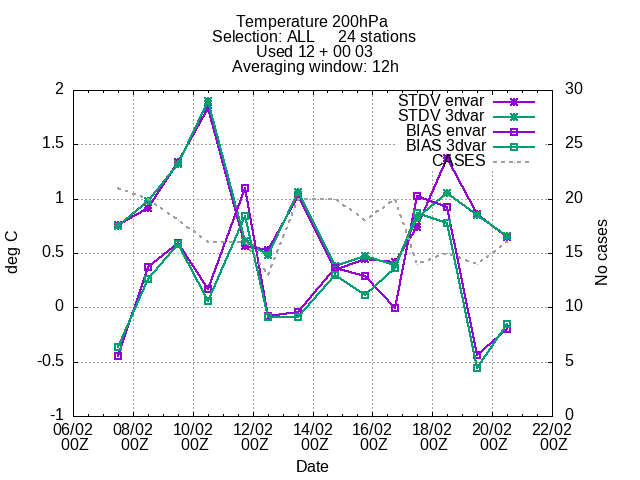 Temperature 200hPa
Selection: ALL 24 stations
Used 12 + 00 03
Averaging window: 12h
STDV envar
STDV 3dvar
BIAS envar
BIAS 3dvar
CASES
2
1.5
1
0.5
0
-0.5
-1
deg C
30
25
20
15
10
5
0
No cases
06/02 08/02 10/02 12/02 14/02 16/02 18/02 20/02 22/02
00Z 00Z 00Z 00Z 00Z 00Z 00Z 00Z 00Z
Date